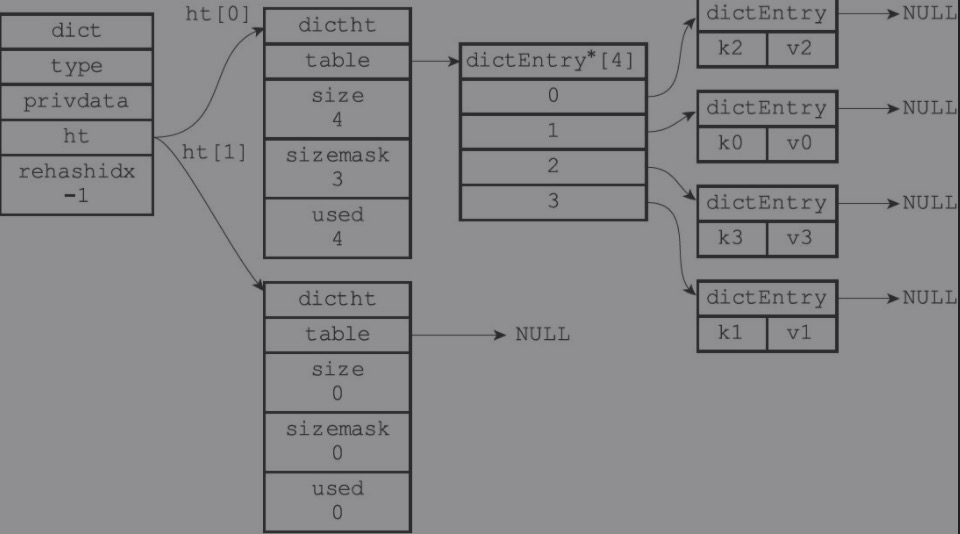 dict
type
privdata
ht
rehashidx
-1
ht[0]
ht[1]
dictht
table
size
4
sizemask
3
used
4
dictht
table
size
0
sizemask
0
used
0
NULL
dictEntry*[4]
0
1
2
3
dictEntry
k2 v2
NULL
dictEntry
k0 v0
NULL
dictEntry
k3 v3
NULL
dictEntry
k1 v1
NULL